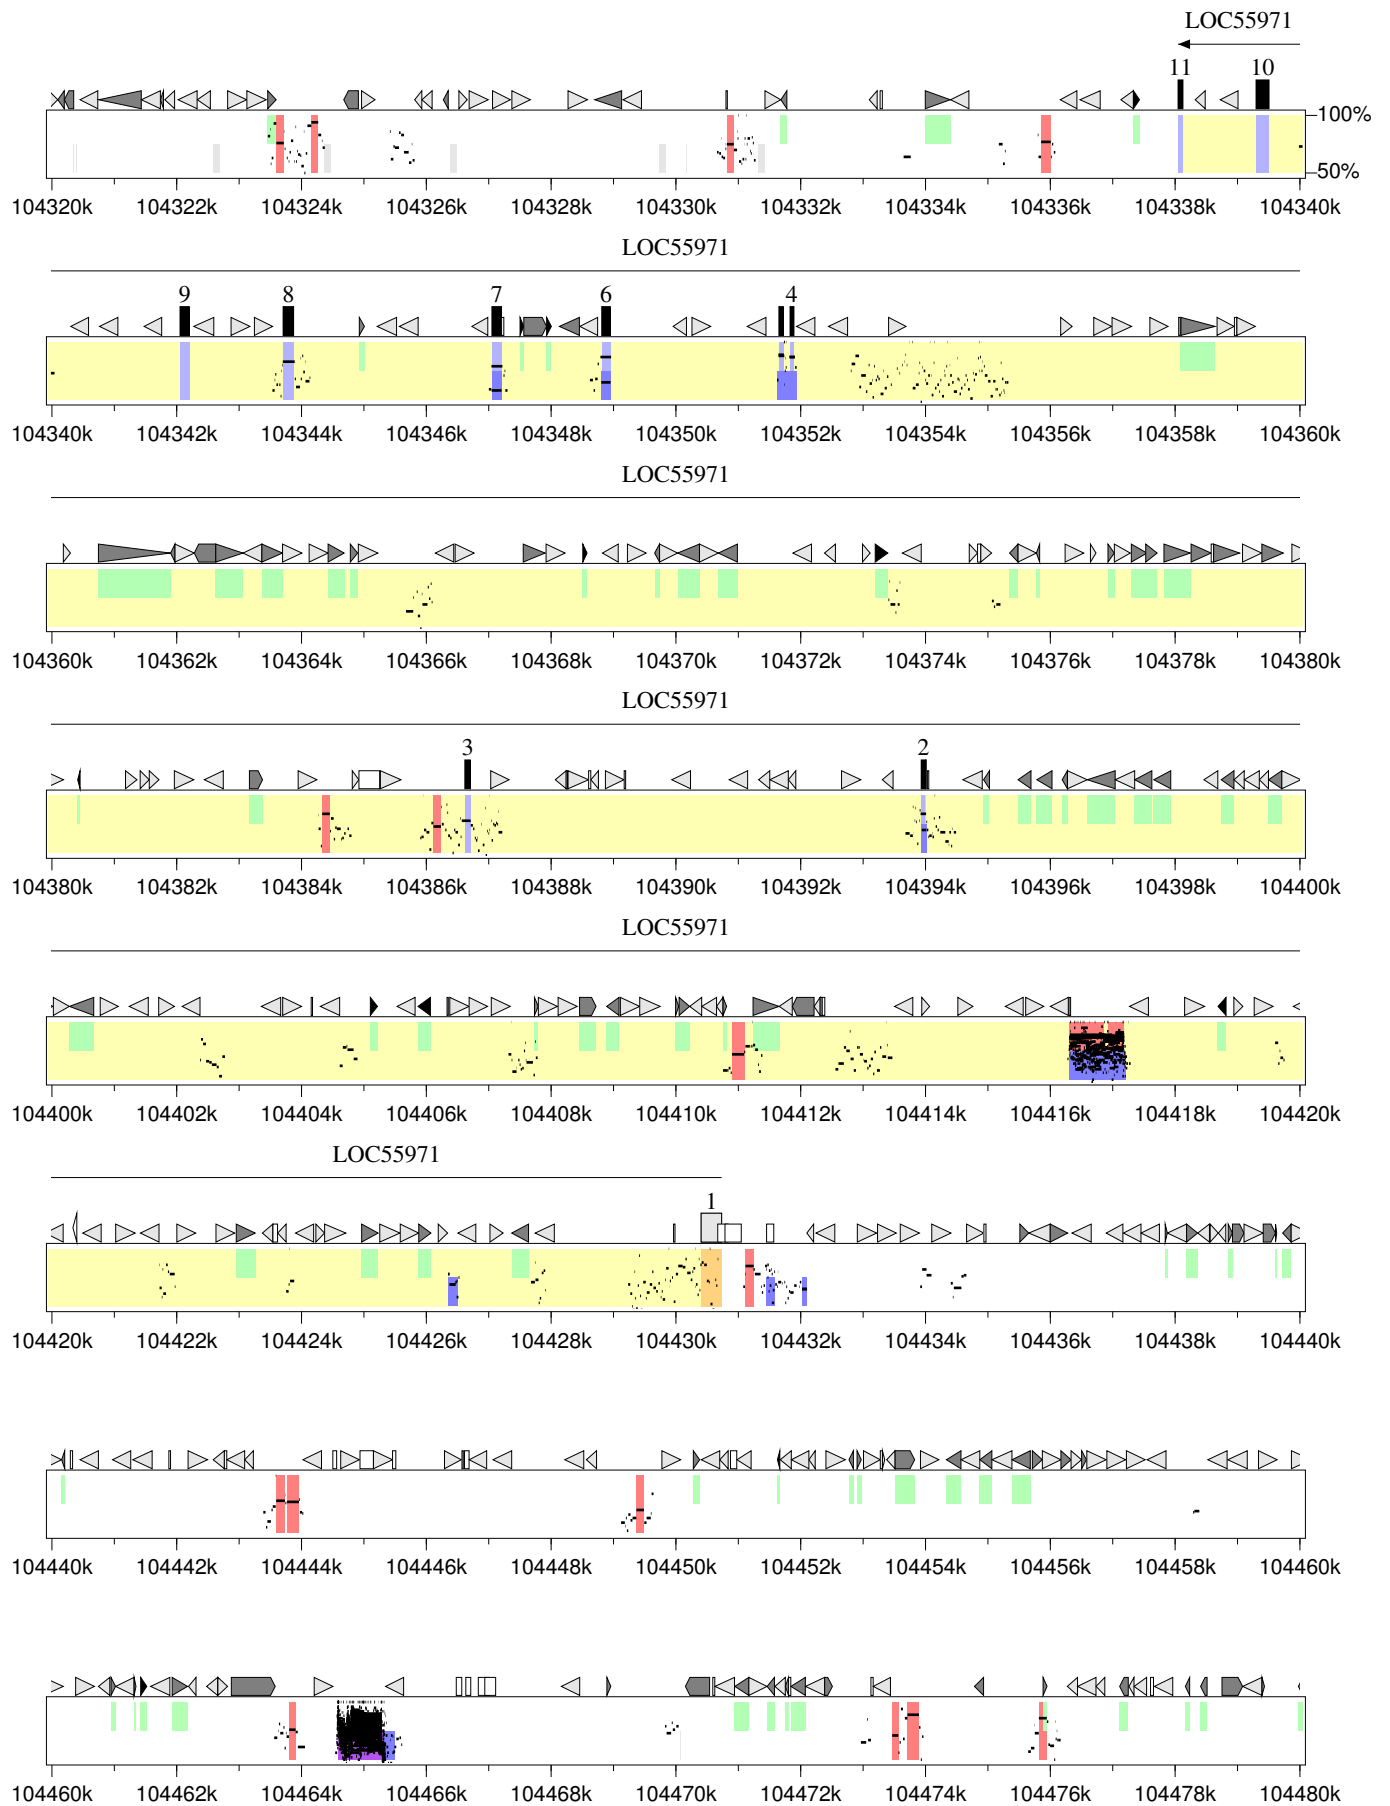 LOC55971
11 10
100%
50%
104320k 104322k 104324k 104326k 104328k 104330k 104332k 104334k 104336k 104338k 104340k
LOC55971
9 8 7 6 4
104340k 104342k 104344k 104346k 104348k 104350k 104352k 104354k 104356k 104358k 104360k
LOC55971
104360k 104362k 104364k 104366k 104368k 104370k 104372k 104374k 104376k 104378k 104380k
LOC55971
3 2
104380k 104382k 104384k 104386k 104388k 104390k 104392k 104394k 104396k 104398k 104400k
LOC55971
104400k 104402k 104404k 104406k 104408k 104410k 104412k 104414k 104416k 104418k 104420k
LOC55971
1
104420k 104422k 104424k 104426k 104428k 104430k 104432k 104434k 104436k 104438k 104440k
104440k 104442k 104444k 104446k 104448k 104450k 104452k 104454k 104456k 104458k 104460k
104460k 104462k 104464k 104466k 104468k 104470k 104472k 104474k 104476k 104478k 104480k